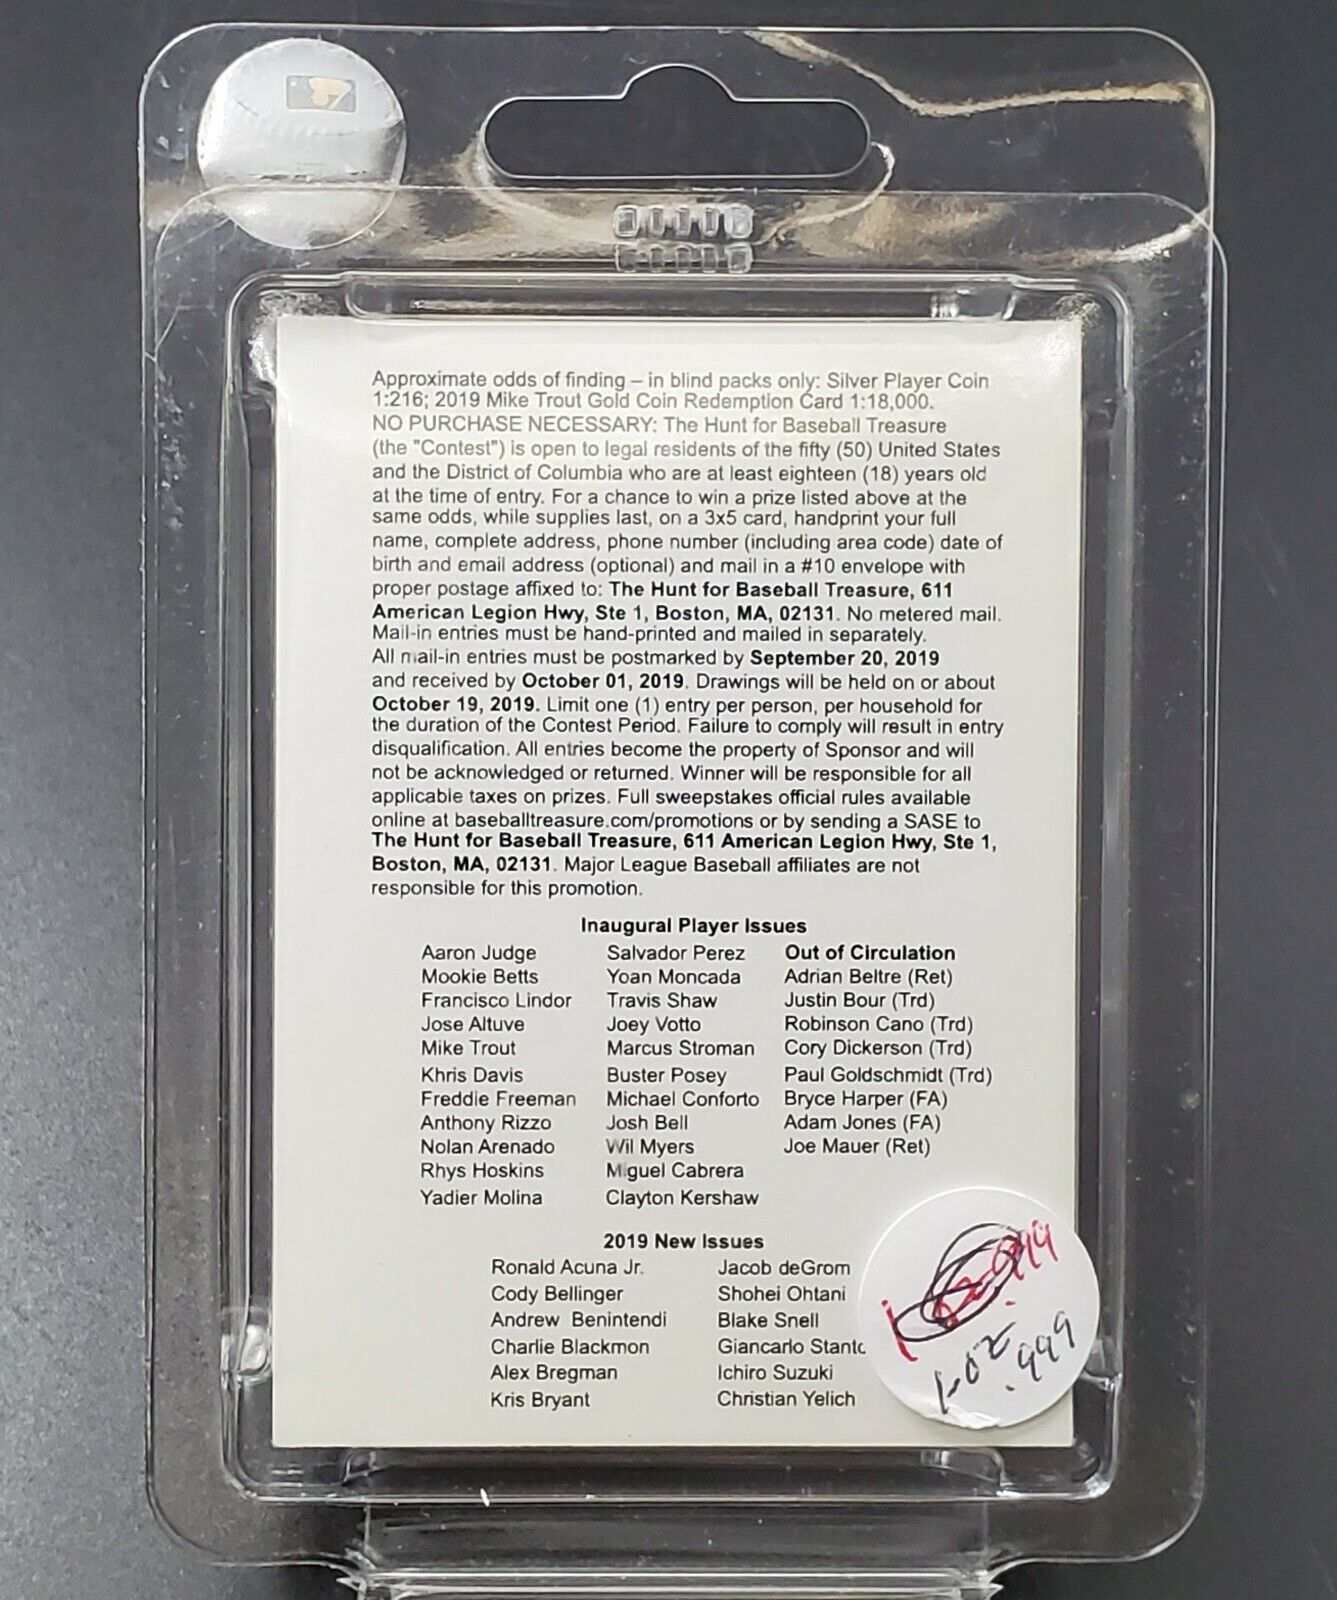 Approximate odds of finding – in blind packs only: Silver Player Coin
1:216; 2019 Mike Trout Gold Coin Redemption Card 1:18,000.
NO PURCHASE NECESSARY: The Hunt for Baseball Treasure
(the "Contest") is open to legal residents of the fifty (50) United States
and the District of Columbia who are at least eighteen (18) years old
at the time of entry. For a chance to win a prize listed above at the
same odds, while supplies last, on a 3x5 card, handprint your full
name, complete address, phone number (including area code) date of
birth and email address (optional) and mail in a #10 envelope with
proper postage affixed to: The Hunt for Baseball Treasure, 611
American Legion Hwy, Ste 1, Boston, MA, 02131. No metered mail.
Mail-in entries must be hand-printed and mailed in separately.
All mail-in entries must be postmarked by September 20, 2019
and received by October 01, 2019. Drawings will be held on or about
October 19, 2019. Limit one (1) entry per person, per household for
the duration of the Contest Period. Failure to comply will result in entry
disqualification. All entries become the property of Sponsor and will
not be acknowledged or returned. Winner will be responsible for all
applicable taxes on prizes. Full sweepstakes official rules available
online at baseballtreasure.com/promotions or by sending a SASE to
The Hunt for Baseball Treasure, 611 American Legion Hwy, Ste 1,
Boston, MA, 02131. Major League Baseball affiliates are not
responsible for this promotion.
Inaugural Player Issues
Aaron Judge Salvador Perez Out of Circulation
Mookie Betts Yoan Moncada Adrian Beltre (Ret)
Francisco Lindor Travis Shaw Justin Bour (Trd)
Jose Altuve Joey Votto Robinson Cano (Trd)
Mike Trout Marcus Stroman Cory Dickerson (Trd)
Khris Davis Buster Posey Paul Goldschmidt (Trd)
Freddie Freeman Michael Conforto Bryce Harper (FA)
Anthony Rizzo Josh Bell Adam Jones (FA)
Nolan Arenado Wil Myers Joe Mauer (Ret)
Rhys Hoskins Miguel Cabrera
Yadier Molina Clayton Kershaw
2019 New Issues
Ronald Acuna Jr. Jacob deGrom
Cody Bellinger Shohei Ohtani
Andrew Benintendi Blake Snell
Charlie Blackmon Giancarlo Stantc
Alex Bregman Ichiro Suzuki
Kris Bryant Christian Yelich
.999
1-oz
.999